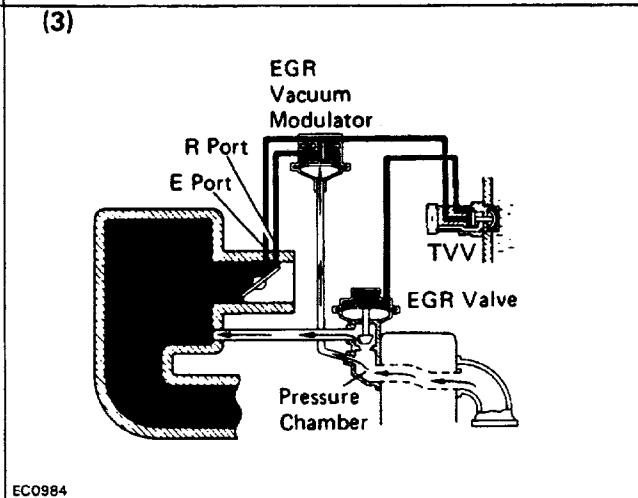 (3)
EGR
Vacuum
Modulator
R Port
E Port
TVV
EGR Valve
Pressure
Chamber
EC0984